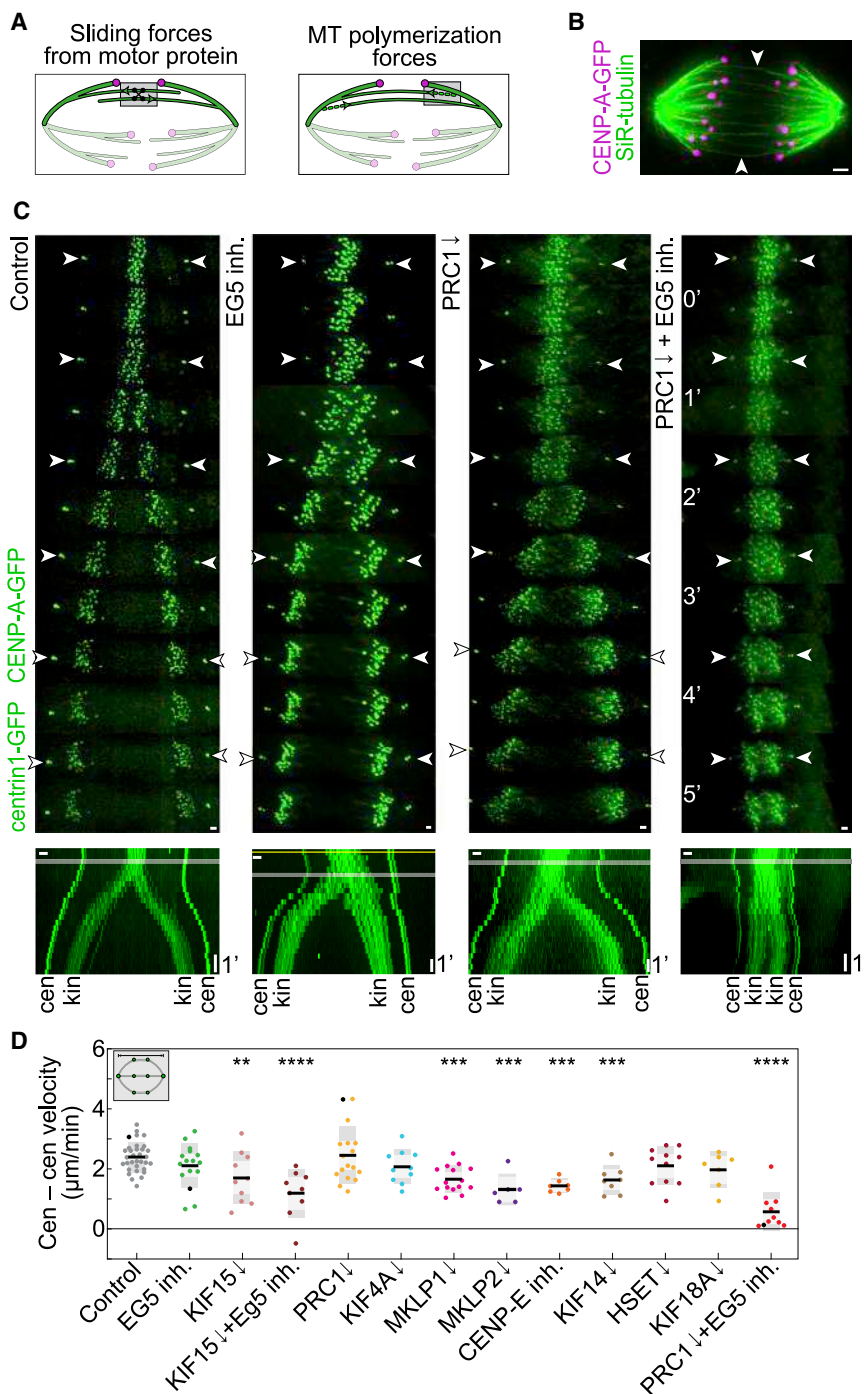 A
Sliding forces
from motor protein
MT polymerization
forces
B
CENP-A-GFP
SiR-tubulin
C
Control
EG5 inh.
PRC1↓
PRC1↓ + EG5 inh.
0'
1'
2'
3'
4'
5'
centrin1-GFP CENP-A-GFP
1'
1'
1'
1
cen
kin
kin
cen
cen
kin
kin
cen
cen
kin
kin
cen
cen
kin
kin
cen
D
Cen – cen velocity
(µm/min)
6
4
2
0
** **** *** *** *** *** ****
Control
EG5 inh.
KIF15↓
KIF15↓+Eg5 inh.
PRC1↓
KIF4A↓
MKLP1↓
MKLP2↓
CENP-E inh.
KIF14↓
HSET↓
KIF18A↓
PRC1↓+EG5 inh.